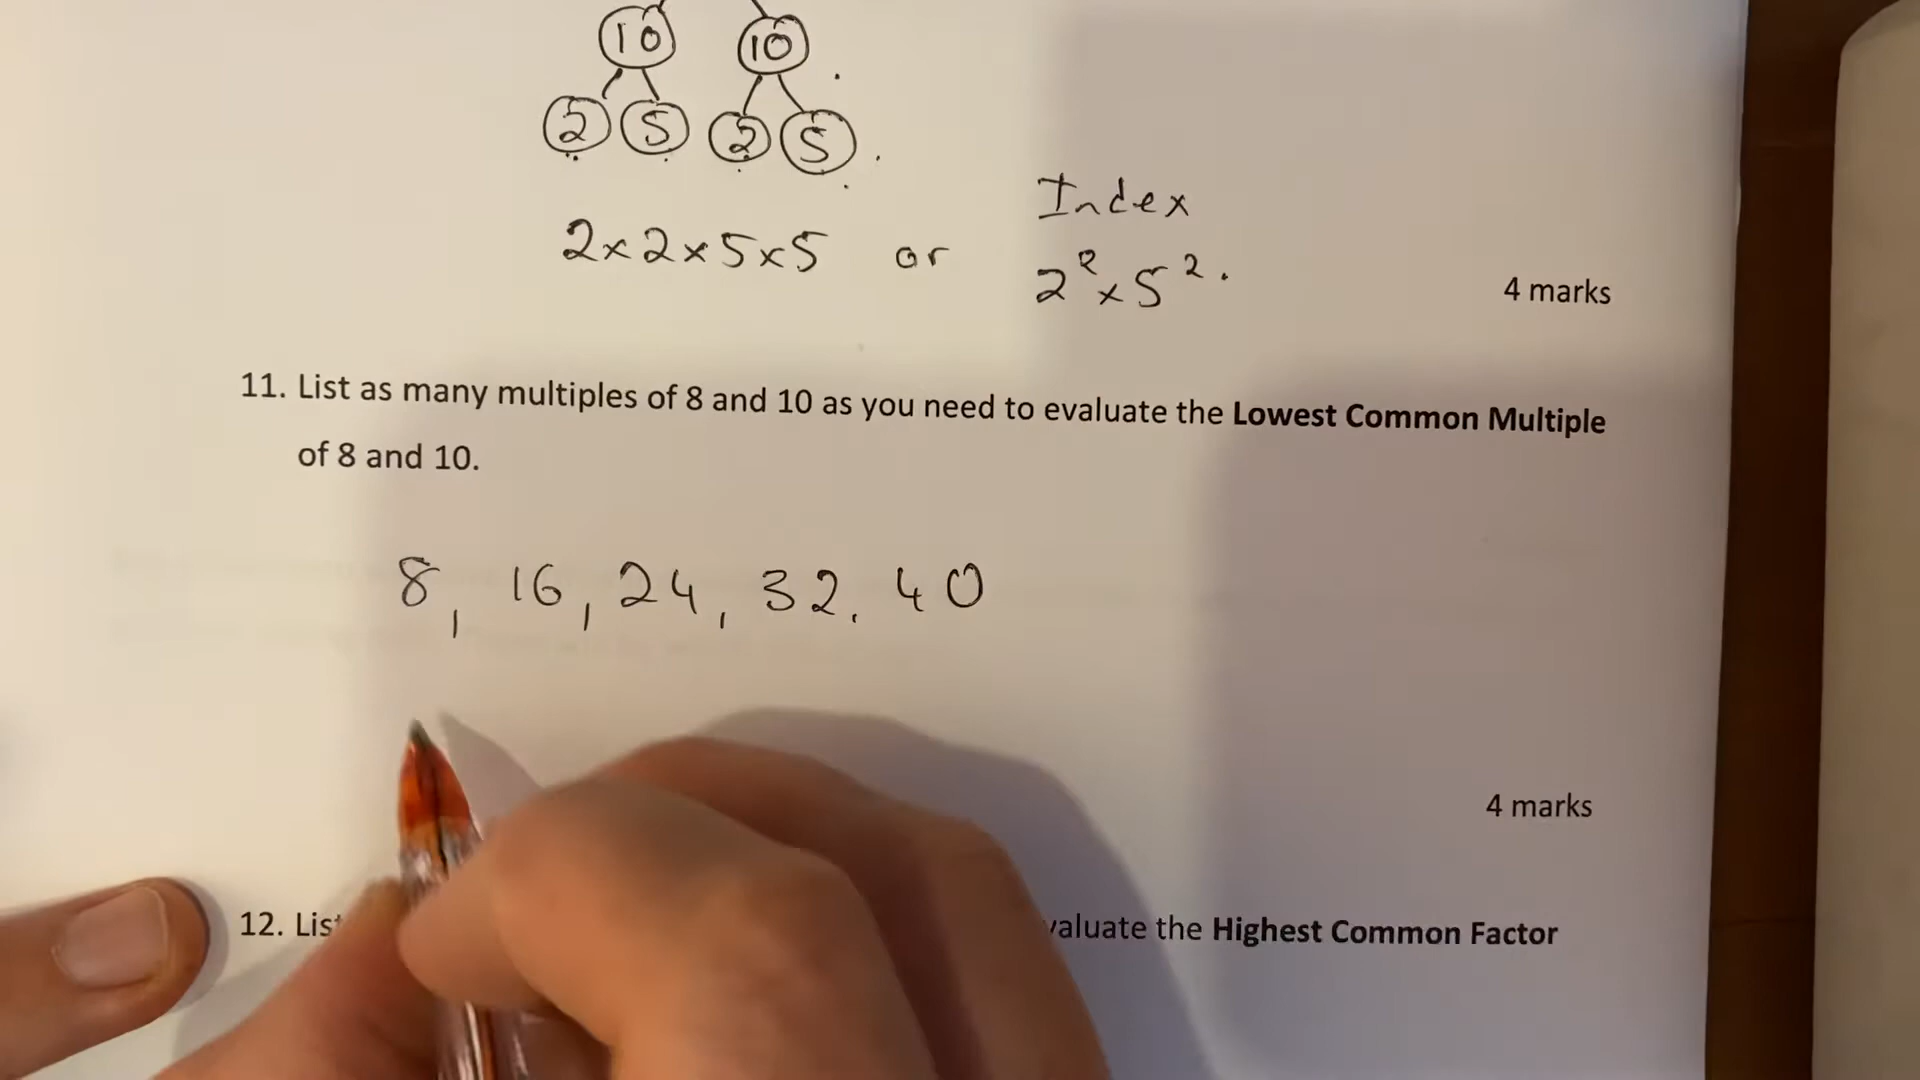 10 10
2 5 2 5
Index
2×2×5×5 or 2²×5².
4 marks
11. List as many multiples of 8 and 10 as you need to evaluate the Lowest Common Multiple
of 8 and 10.
8, 16, 24, 32, 40
4 marks
12. List the Highest Common Factor